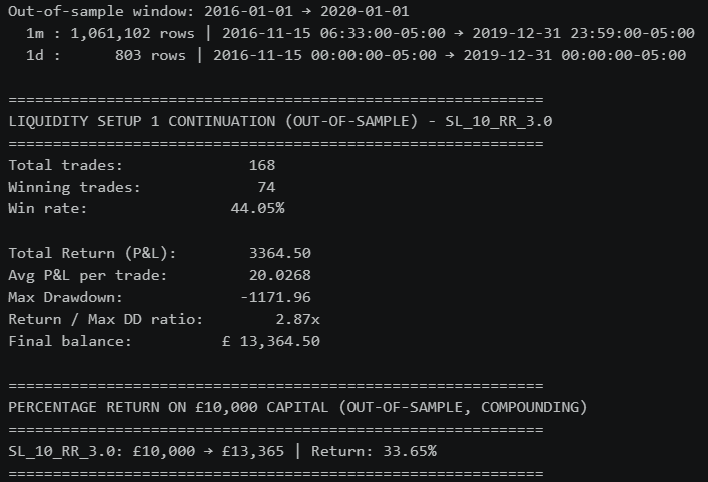 Out-of-sample window: 2016-01-01 → 2020-01-01
  1m : 1,061,102 rows | 2016-11-15 06:33:00-05:00 → 2019-12-31 23:59:00-05:00
  1d :       803 rows | 2016-11-15 00:00:00-05:00 → 2019-12-31 00:00:00-05:00

============================================================
LIQUIDITY SETUP 1 CONTINUATION (OUT-OF-SAMPLE) - SL_10_RR_3.0
============================================================
Total trades:              168
Winning trades:             74
Win rate:                44.05%

Total Return (P&L):        3364.50
Avg P&L per trade:         20.0268
Max Drawdown:             -1171.96
Return / Max DD ratio:        2.87x
Final balance:          £ 13,364.50

============================================================
PERCENTAGE RETURN ON £10,000 CAPITAL (OUT-OF-SAMPLE, COMPOUNDING)
============================================================
SL_10_RR_3.0: £10,000 → £13,365 | Return: 33.65%
============================================================